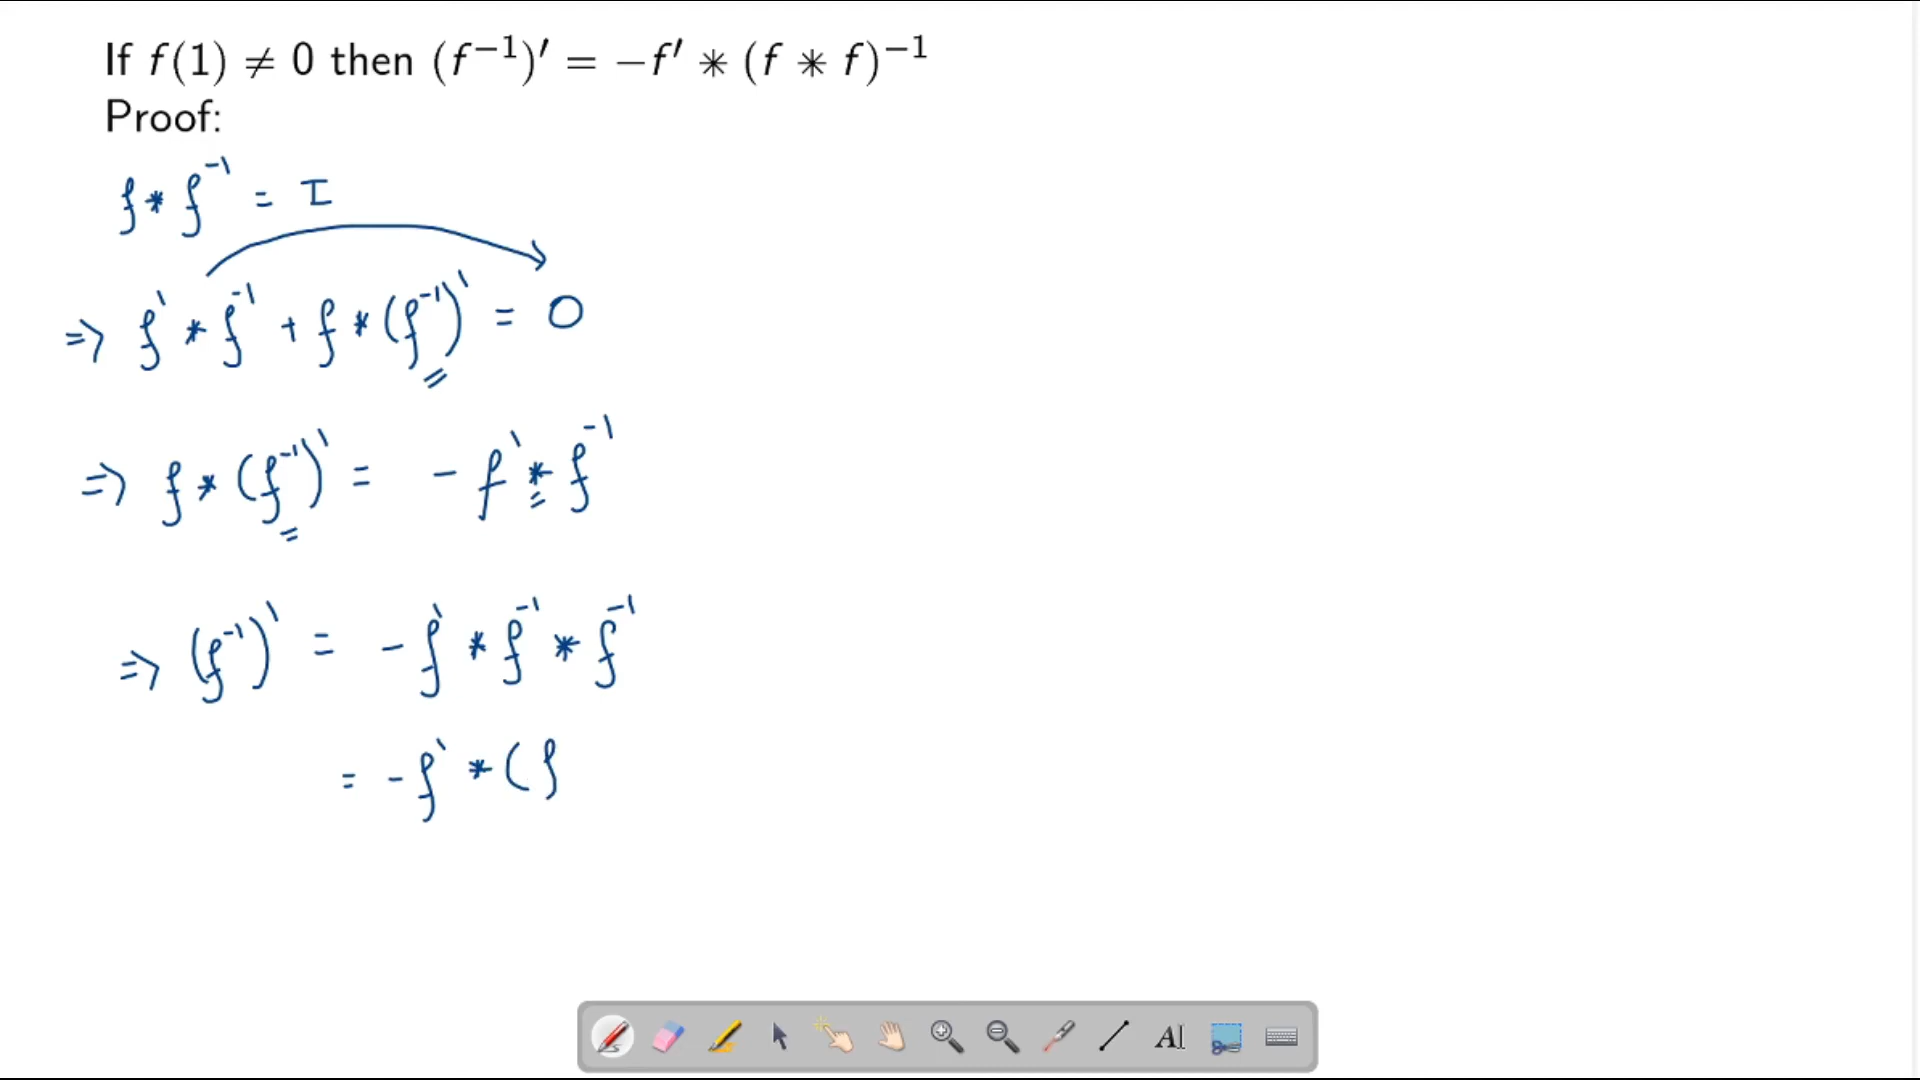 If f(1) ≠ 0 then (f⁻¹)′ = −f′ ∗ (f ∗ f)⁻¹
Proof:
f * f⁻¹ = I
⇒ f' * f⁻¹ + f * (f⁻¹)' = 0
⇒ f * (f⁻¹)' = - f' * f⁻¹
⇒ (f⁻¹)' = - f' * f⁻¹ * f⁻¹
= - f' * ( f
AI